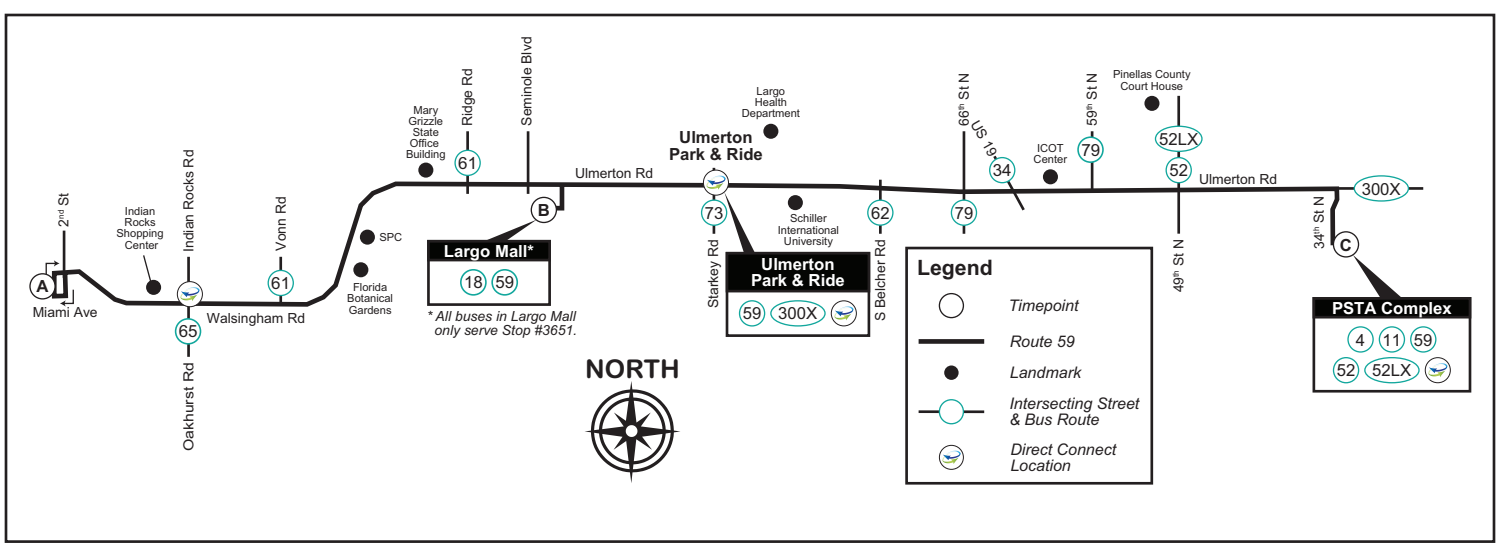 2nd St
A
Miami Ave
Indian
Rocks
Shopping
Center
Indian Rocks Rd
65
Oakhurst Rd
Walsingham Rd
Vonn Rd
61
SPC
Florida
Botanical
Gardens
Mary
Grizzle
State
Office
Building
Ridge Rd
61
Seminole Blvd
B
Largo Mall*
18 59
* All buses in Largo Mall
only serve Stop #3651.
Ulmerton Rd
Ulmerton
Park & Ride
Largo
Health
Department
73
Starkey Rd
Ulmerton
Park & Ride
59 300X
Schiller
International
University
62
S Belcher Rd
66th St N
79
US 19
34
ICOT
Center
59th St N
79
Pinellas County
Court House
52LX
52
49th St N
Ulmerton Rd
300X
34th St N
C
PSTA Complex
4 11 59
52 52LX
NORTH
Legend
Timepoint
Route 59
Landmark
Intersecting Street
& Bus Route
Direct Connect
Location